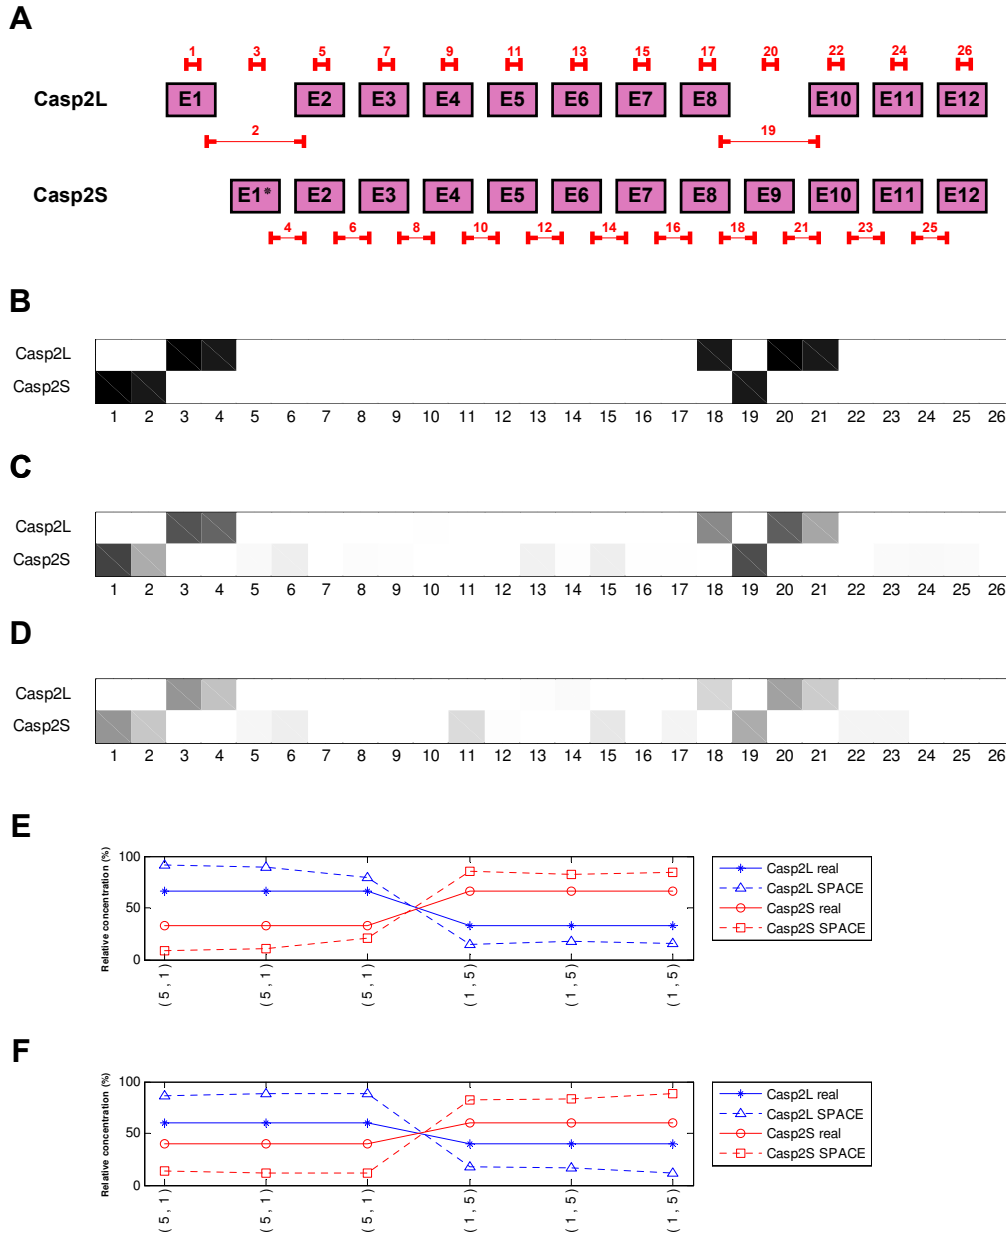 A
1 3 5 7 9 11 13 15 17 20 22 24 26
Casp2L E1 E2 E3 E4 E5 E6 E7 E8 E10 E11 E12
2 19
Casp2S E1* E2 E3 E4 E5 E6 E7 E8 E9 E10 E11 E12
4 6 8 10 12 14 16 18 21 23 25
B
Casp2L
Casp2S
1 2 3 4 5 6 7 8 9 10 11 12 13 14 15 16 17 18 19 20 21 22 23 24 25 26
C
Casp2L
Casp2S
1 2 3 4 5 6 7 8 9 10 11 12 13 14 15 16 17 18 19 20 21 22 23 24 25 26
D
Casp2L
Casp2S
1 2 3 4 5 6 7 8 9 10 11 12 13 14 15 16 17 18 19 20 21 22 23 24 25 26
E
Relative concentration (%)
100
50
0
(5,1) (5,1) (5,1) (1,5) (1,5) (1,5)
Casp2L real
Casp2L SPACE
Casp2S real
Casp2S SPACE
F
Relative concentration (%)
100
50
0
(5,1) (5,1) (5,1) (1,5) (1,5) (1,5)
Casp2L real
Casp2L SPACE
Casp2S real
Casp2S SPACE